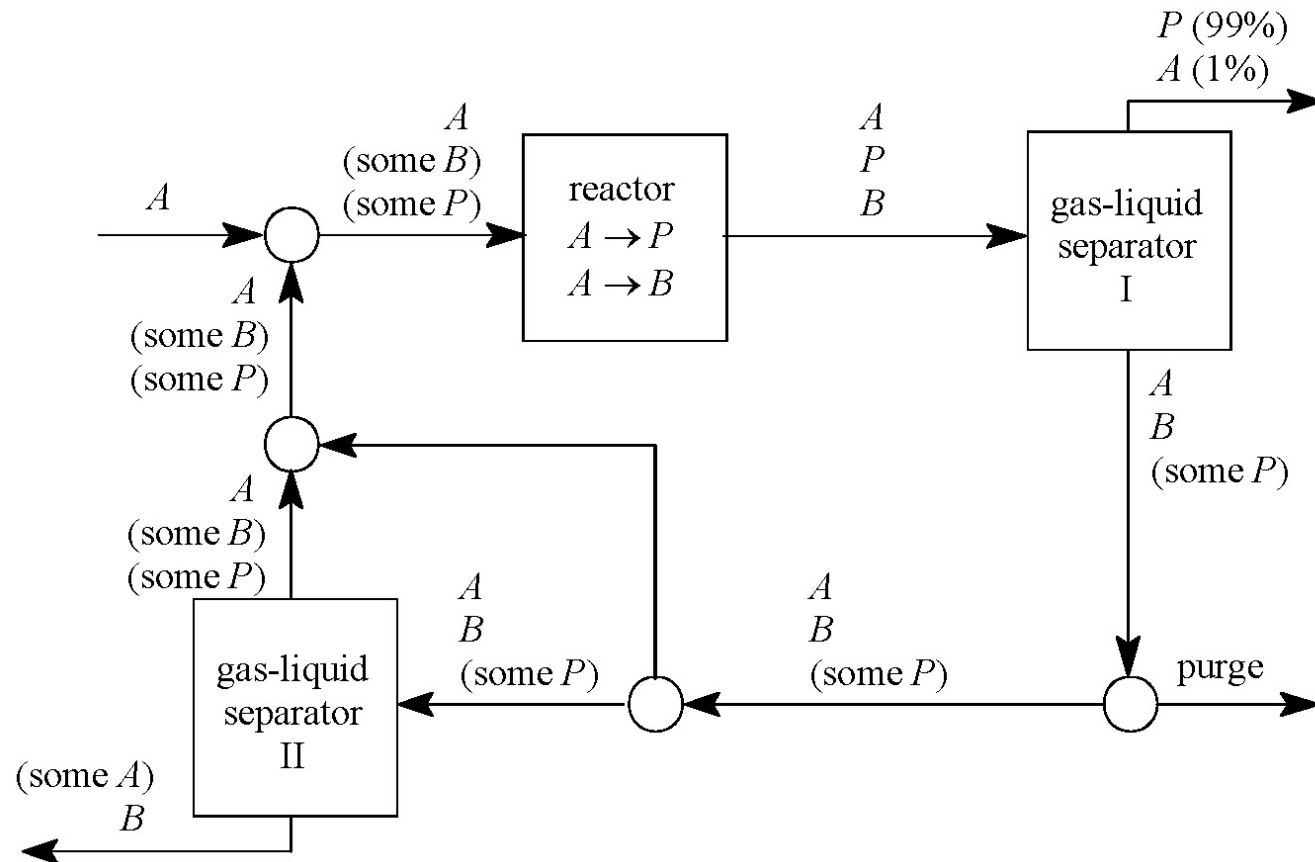 P (99%)
A (1%)
A
A
(some B)
(some P)
reactor
A → P
A → B
A
P
B
gas-liquid
separator
I
A
(some B)
(some P)
A
B
(some P)
A
(some B)
(some P)
gas-liquid
separator
II
A
B
(some P)
A
B
(some P)
purge
(some A)
B